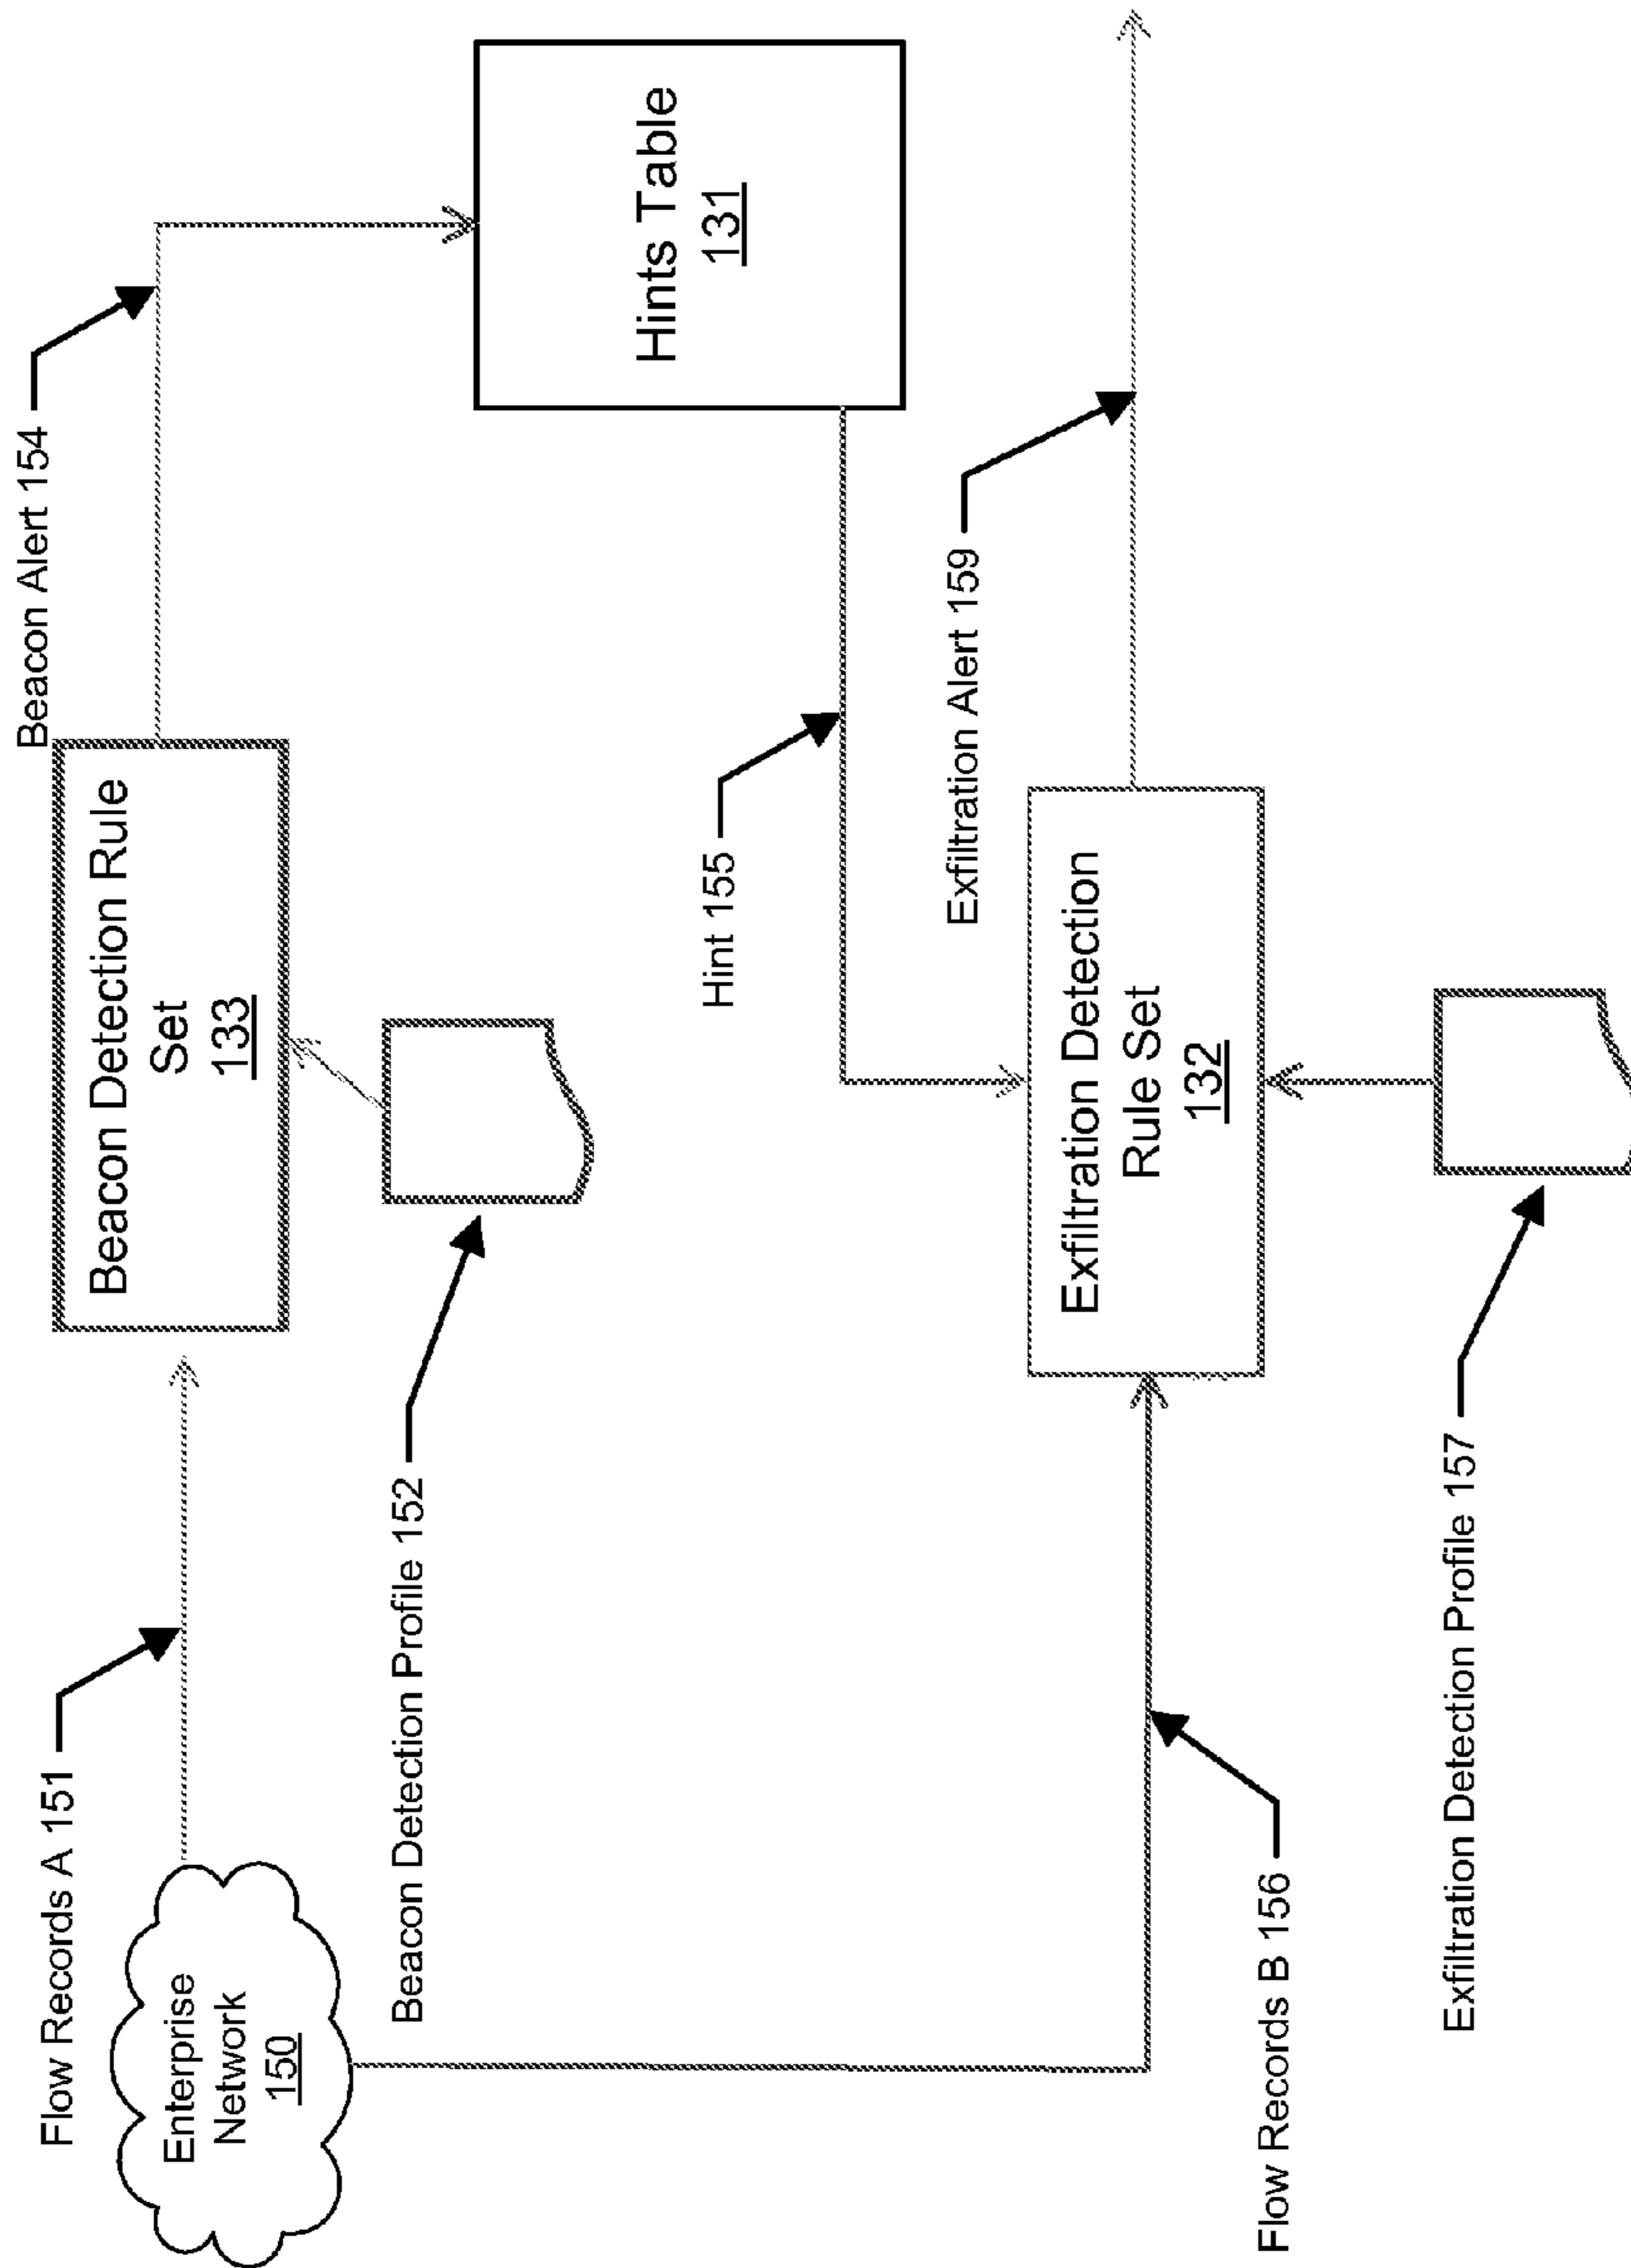 Flow Records A 151
Beacon Alert 154
Enterprise
Network
150
Beacon Detection Rule
Set
133
Beacon Detection Profile 152
Hints Table
131
Hint 155
Exfiltration Alert 159
Exfiltration Detection
Rule Set
132
Flow Records B 156
Exfiltration Detection Profile 157